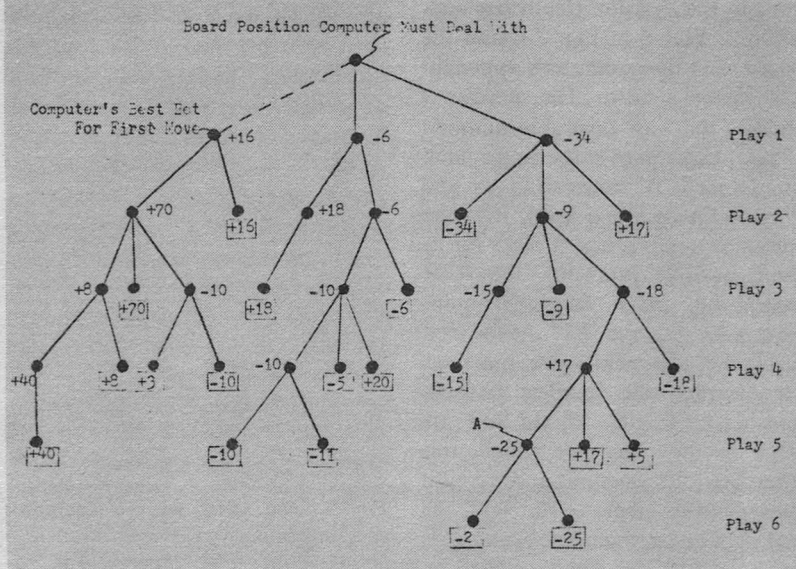 Board Position Computer Must Deal With
Computer's Best Bet
For First Move
+16 -6 -34 Play 1
+70 +16 +18 -6 -34 -9 +17 Play 2
+8 +70 -10 +18 -10 -6 -15 -9 -18 Play 3
+40 +8 +3 -10 -10 -5 +20 -15 +17 -18 Play 4
A
+40 -10 -11 -25 +17 +5 Play 5
-2 -25 Play 6